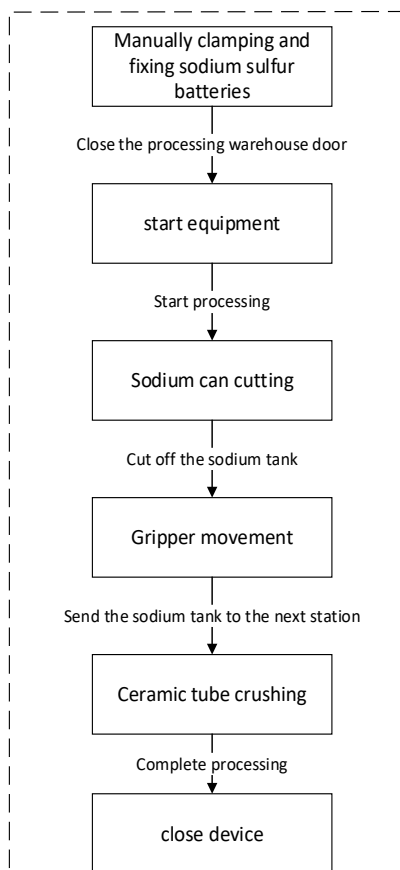 Manually clamping and
fixing sodium sulfur
batteries
Close the processing warehouse door
start equipment
Start processing
Sodium can cutting
Cut off the sodium tank
Gripper movement
Send the sodium tank to the next station
Ceramic tube crushing
Complete processing
close device